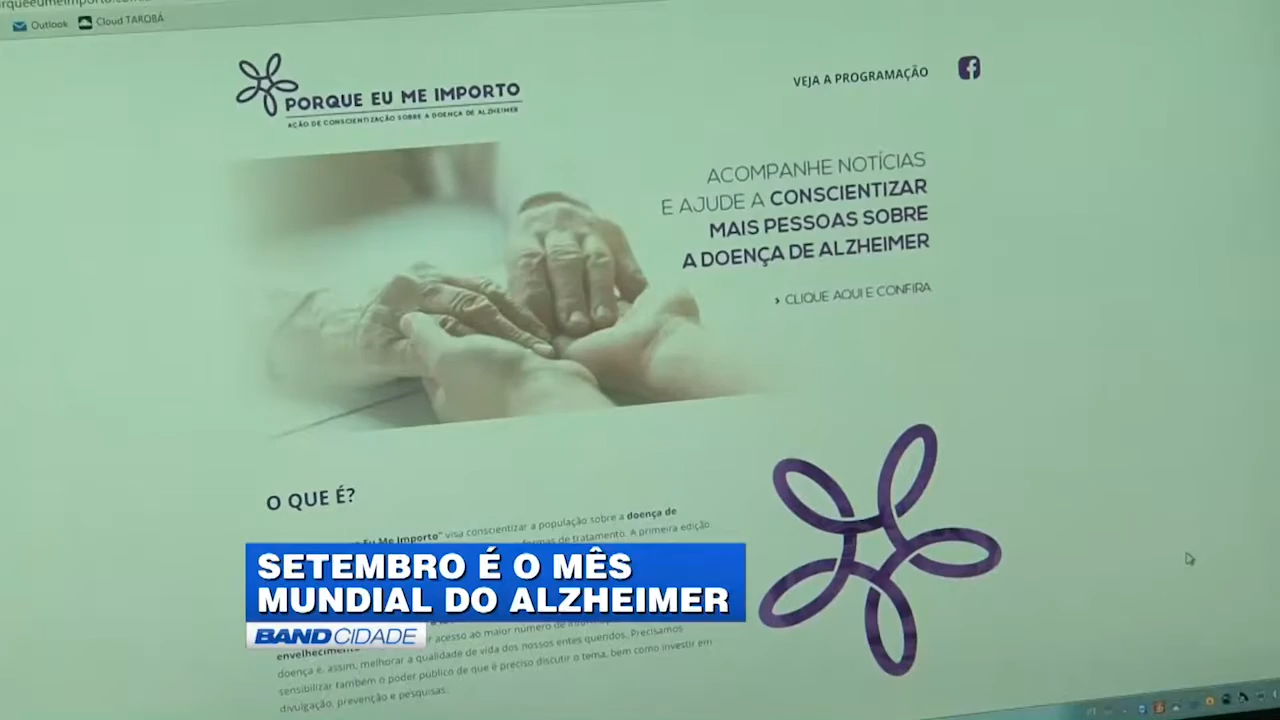 Outlook Cloud TAROBÁ
PORQUE EU ME IMPORTO
AÇÃO DE CONSCIENTIZAÇÃO SOBRE A DOENÇA DE ALZHEIMER
VEJA A PROGRAMAÇÃO
ACOMPANHE NOTÍCIAS
E AJUDE A CONSCIENTIZAR
MAIS PESSOAS SOBRE
A DOENÇA DE ALZHEIMER
› CLIQUE AQUI E CONFIRA
O QUE É?
Eu Me Importo" visa conscientizar a população sobre a doença de
formas de tratamento. A primeira edição
SETEMBRO É O MÊS
MUNDIAL DO ALZHEIMER
BAND CIDADE
acesso ao maior número de
envelhecimento
doença e, assim, melhorar a qualidade de vida dos nossos entes queridos. Precisamos
sensibilizar também o poder público de que é preciso discutir o tema, bem como investir em
divulgação, prevenção e pesquisas.